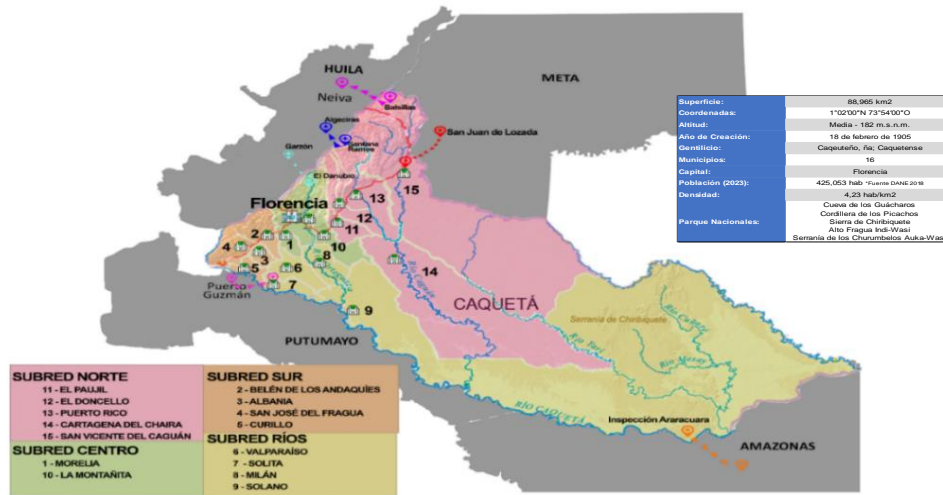 HUILA
META
Neiva
Balsillas
Algeciras
San Juan de Lozada
Santana
Ramos
Garzón
El Danubio
15
13
Florencia
12
11
4
2
1
10
3
8
14
5
6
Puerto
Guzmán
7
9
CAQUETÁ
Serranía de Chiribiquete
PUTUMAYO
RÍO CAQUETÁ
Inspección Araracuara
AMAZONAS
Superficie: 88,965 km2
Coordenadas: 1°02'00"N 73°54'00"O
Altitud: Media - 182 m.s.n.m.
Año de Creación: 18 de febrero de 1905
Gentilicio: Caqueteño, ña; Caquetense
Municipios: 16
Capital: Florencia
Población (2023): 425,053 hab *Fuente DANE 2018
Densidad: 4,23 hab/km2
Parque Nacionales:
Cueva de los Guácharos
Cordillera de los Picachos
Sierra de Chiribiquete
Alto Fragua Indi-Wasi
Serranía de los Churumbelos Auka-Was
SUBRED NORTE
11 - EL PAUJIL
12 - EL DONCELLO
13 - PUERTO RICO
14 - CARTAGENA DEL CHAIRA
15 - SAN VICENTE DEL CAGUÁN
SUBRED CENTRO
1 - MORELIA
10 - LA MONTAÑITA
SUBRED SUR
2 - BELÉN DE LOS ANDAQUÍES
3 - ALBANIA
4 - SAN JOSÉ DEL FRAGUA
5 - CURILLO
SUBRED RÍOS
6 - VALPARAÍSO
7 - SOLITA
8 - MILÁN
9 - SOLANO